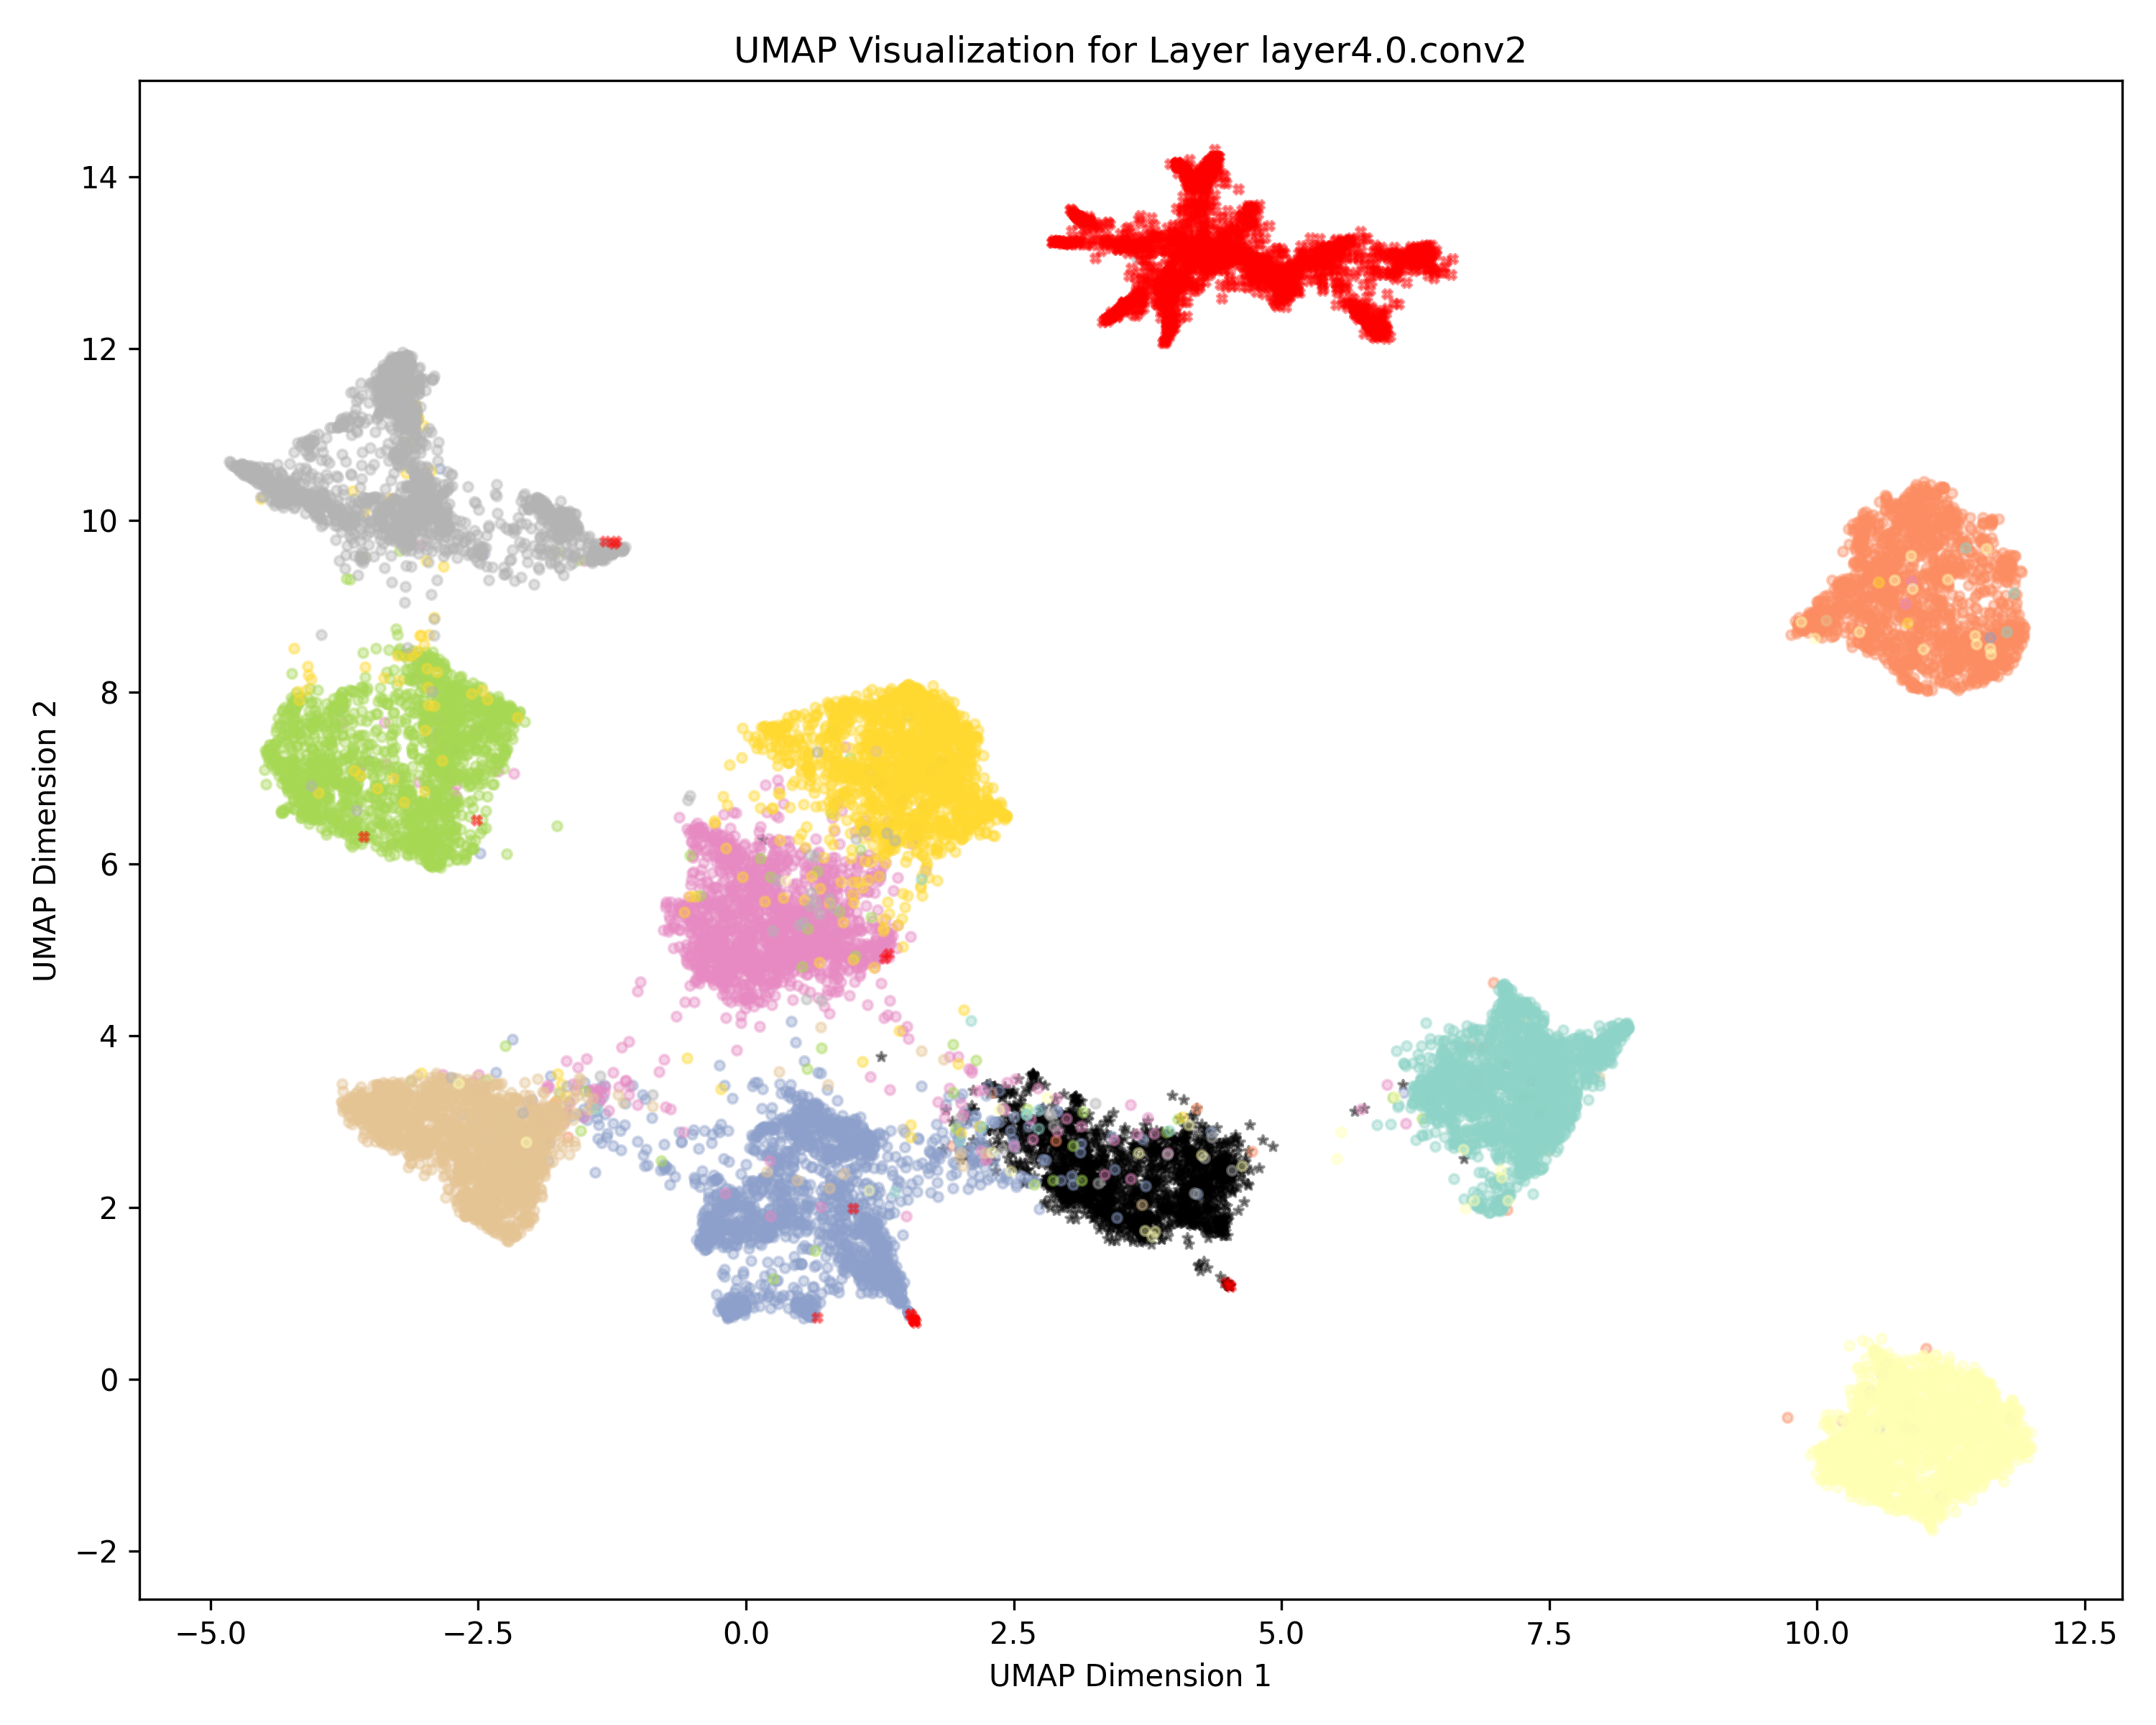 UMAP Visualization for Layer layer4.0.conv2
UMAP Dimension 2
14
12
10
8
6
4
2
0
−2
−5.0 −2.5 0.0 2.5 5.0 7.5 10.0 12.5
UMAP Dimension 1